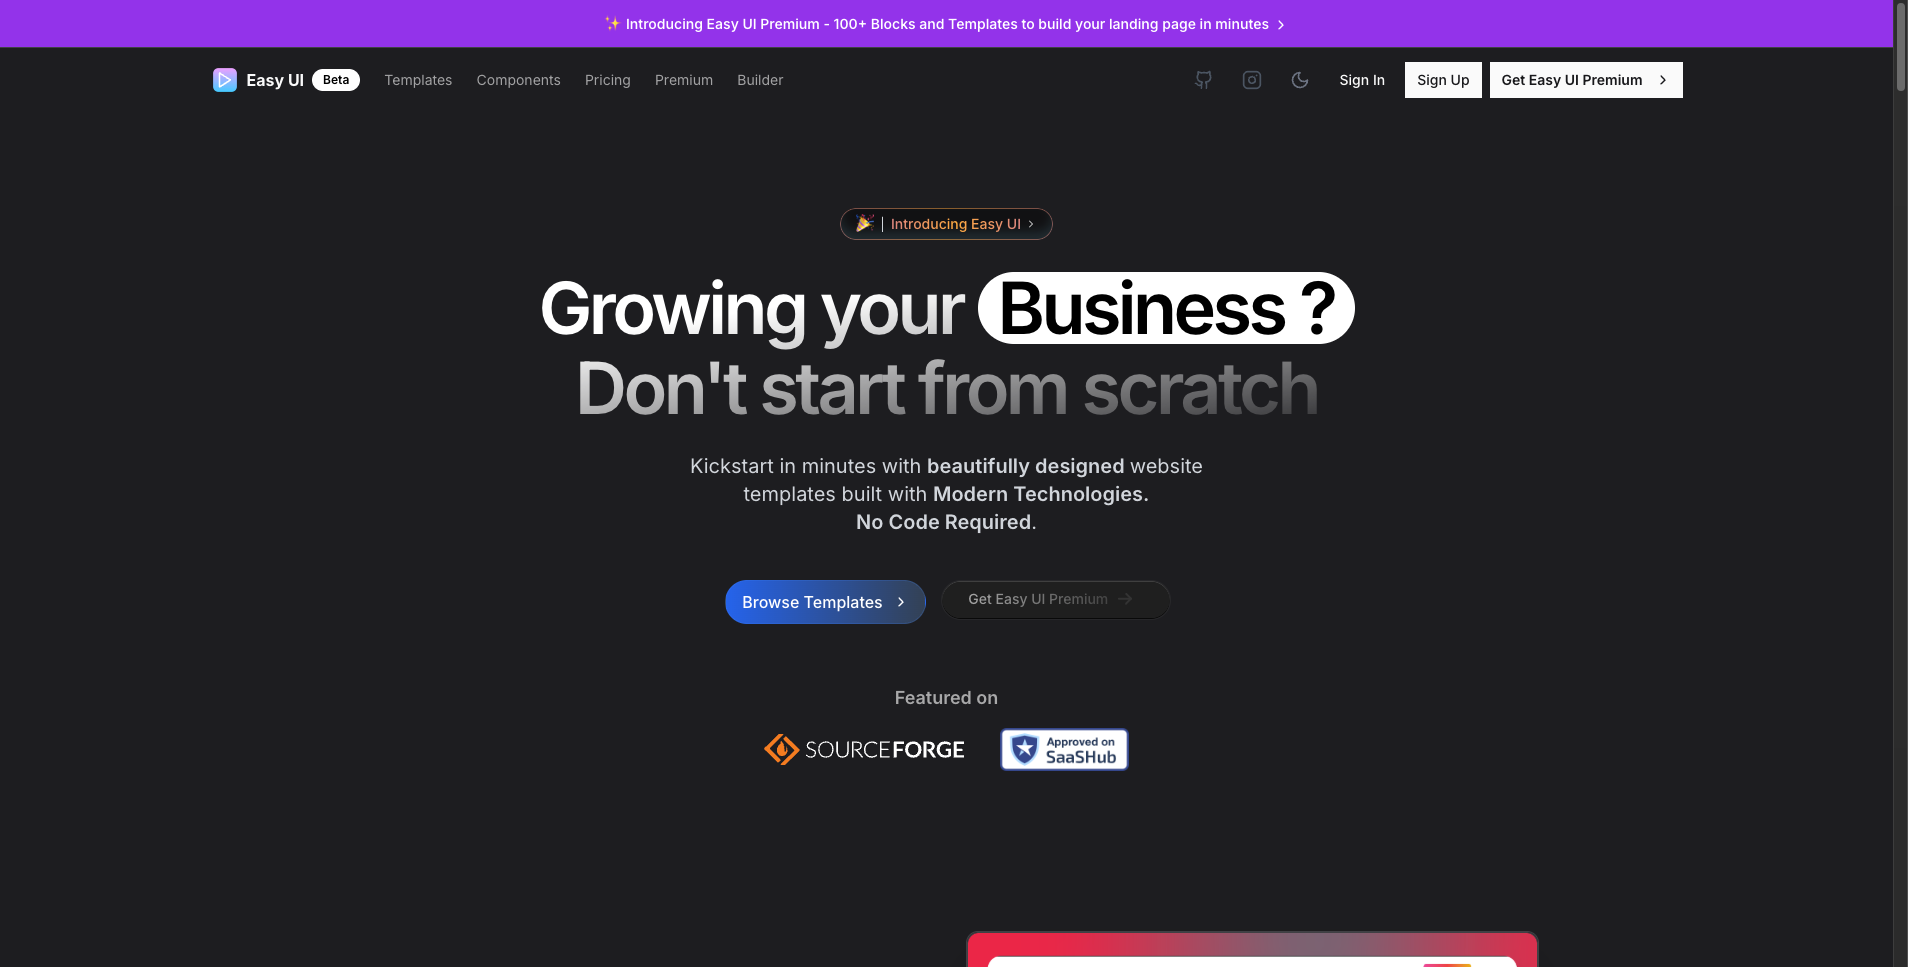 ✨ Introducing Easy UI Premium - 100+ Blocks and Templates to build your landing page in minutes
Easy UI Beta Templates Components Pricing Premium Builder Sign In Sign Up Get Easy UI Premium
🎉 | Introducing Easy UI
Growing your Business ?
Don't start from scratch
Kickstart in minutes with beautifully designed website
templates built with Modern Technologies.
No Code Required.
Browse Templates Get Easy UI Premium
Featured on
SOURCEFORGE Approved on
SaaSHub